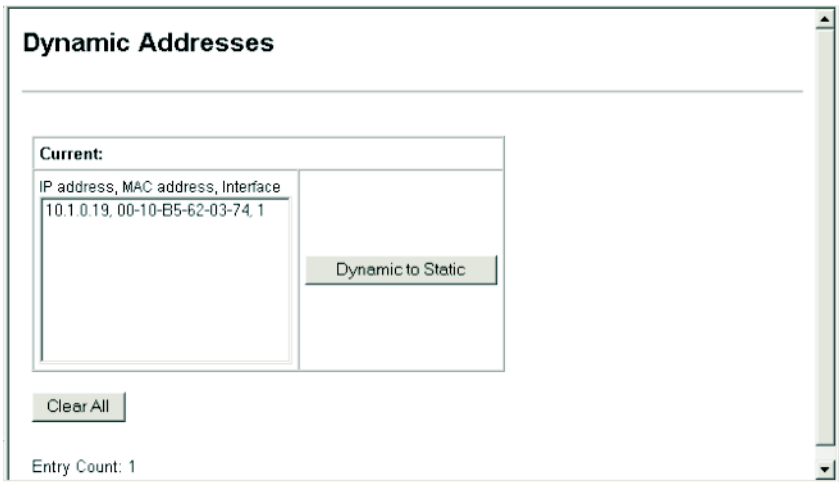 Dynamic Addresses
Current:
IP address, MAC address, Interface
10.1.0.19, 00-10-B5-62-03-74, 1
Dynamic to Static
Clear All
Entry Count: 1